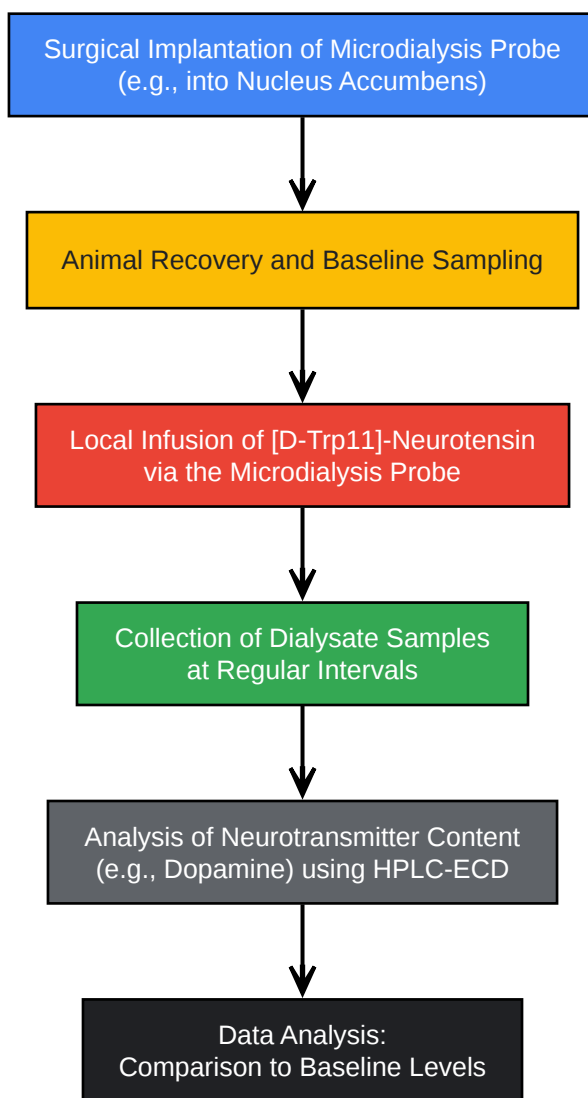 Surgical Implantation of Microdialysis Probe
(e.g., into Nucleus Accumbens)
Animal Recovery and Baseline Sampling
Local Infusion of [D-Trp11]-Neurotensin
via the Microdialysis Probe
Collection of Dialysate Samples
at Regular Intervals
Analysis of Neurotransmitter Content
(e.g., Dopamine) using HPLC-ECD
Data Analysis:
Comparison to Baseline Levels